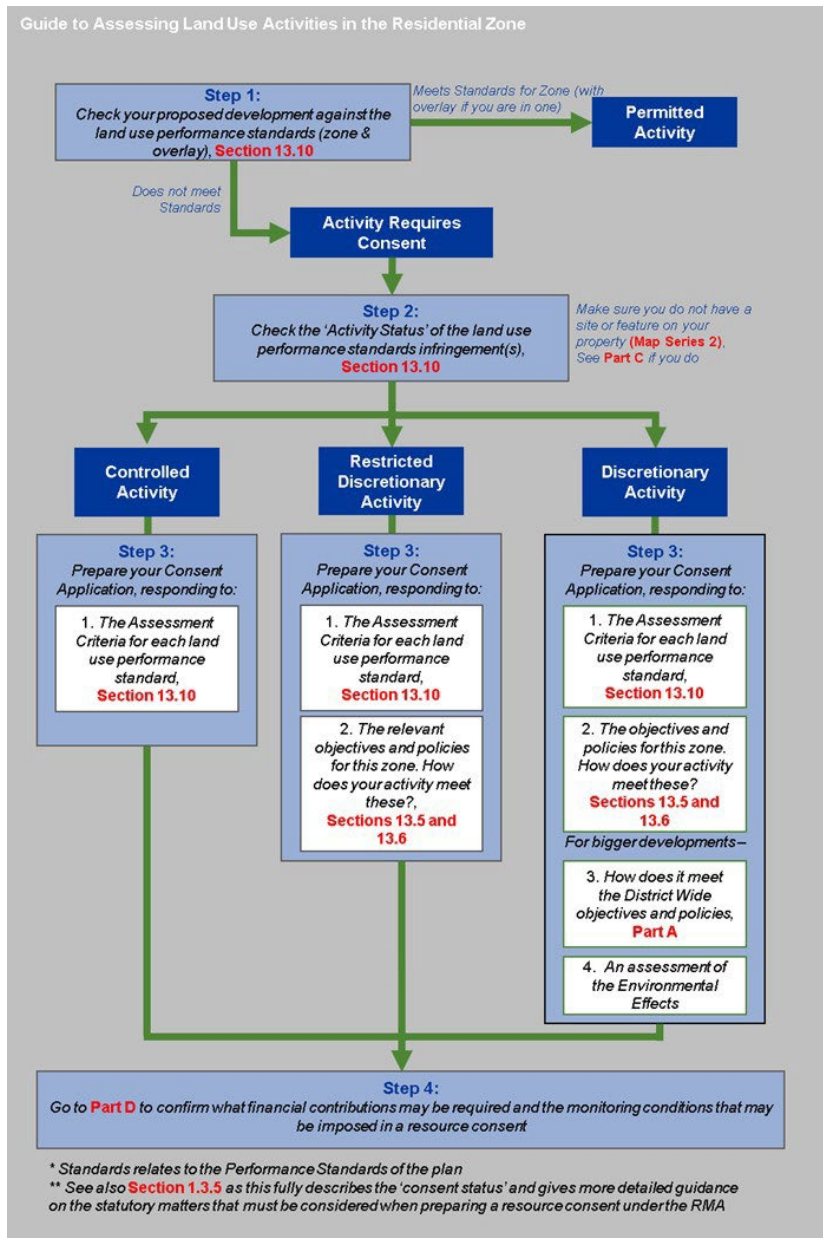 Guide to Assessing Land Use Activities in the Residential Zone
Step 1:
Check your proposed development against the
land use performance standards (zone &
overlay), Section 13.10
Meets Standards for Zone (with
overlay if you are in one)
Permitted
Activity
Does not meet
Standards
Activity Requires
Consent
Step 2:
Check the ‘Activity Status’ of the land use
performance standards infringement(s),
Section 13.10
Make sure you do not have a
site or feature on your
property (Map Series 2),
See Part C if you do
Controlled
Activity
Step 3:
Prepare your Consent
Application, responding to:
1. The Assessment
Criteria for each land
use performance
standard,
Section 13.10
Restricted
Discretionary
Activity
Step 3:
Prepare your Consent
Application, responding to:
1. The Assessment
Criteria for each land
use performance
standard,
Section 13.10
2. The relevant
objectives and policies
for this zone. How
does your activity meet
these?,
Sections 13.5 and
13.6
Discretionary
Activity
Step 3:
Prepare your Consent
Application, responding to:
1. The Assessment
Criteria for each land
use performance
standard,
Section 13.10
2. The objectives and
policies for this zone.
How does your activity
meet these?
Sections 13.5 and
13.6
For bigger developments–
3. How does it meet
the District Wide
objectives and policies,
Part A
4. An assessment of
the Environmental
Effects
Step 4:
Go to Part D to confirm what financial contributions may be required and the monitoring conditions that may
be imposed in a resource consent
* Standards relates to the Performance Standards of the plan
** See also Section 1.3.5 as this fully describes the ‘consent status’ and gives more detailed guidance
on the statutory matters that must be considered when preparing a resource consent under the RMA